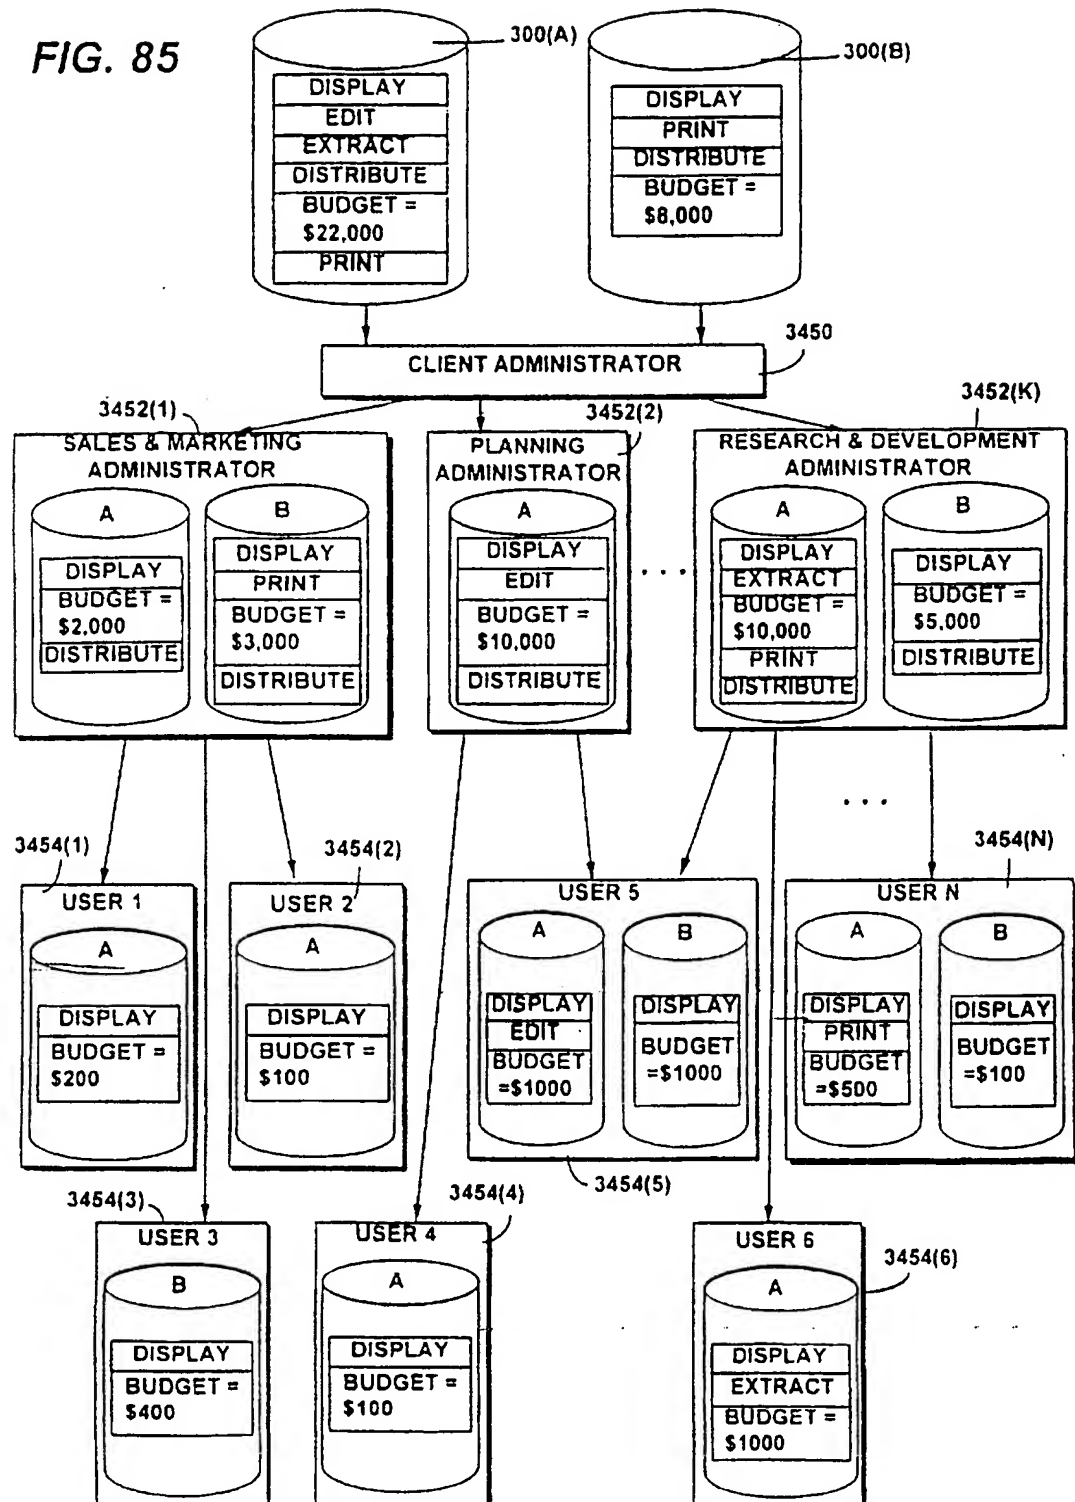 FIG. 85
300(A)
DISPLAY
EDIT
EXTRACT
DISTRIBUTE
BUDGET =
$22,000
PRINT
300(B)
DISPLAY
PRINT
DISTRIBUTE
BUDGET =
$8,000
3450
CLIENT ADMINISTRATOR
3452(1)
SALES & MARKETING
ADMINISTRATOR
A
DISPLAY
BUDGET =
$2,000
DISTRIBUTE
B
DISPLAY
PRINT
BUDGET =
$3,000
DISTRIBUTE
3452(2)
PLANNING
ADMINISTRATOR
A
DISPLAY
EDIT
BUDGET =
$10,000
DISTRIBUTE
. . .
3452(K)
RESEARCH & DEVELOPMENT
ADMINISTRATOR
A
DISPLAY
EXTRACT
BUDGET =
$10,000
PRINT
DISTRIBUTE
B
DISPLAY
BUDGET =
$5,000
DISTRIBUTE
. . .
3454(1)
USER 1
A
DISPLAY
BUDGET =
$200
3454(2)
USER 2
A
DISPLAY
BUDGET =
$100
USER 5
A
DISPLAY
EDIT
BUDGET
=$1000
B
DISPLAY
BUDGET
=$1000
3454(5)
3454(N)
USER N
A
DISPLAY
PRINT
BUDGET
=$500
B
DISPLAY
BUDGET
=$100
3454(3)
USER 3
B
DISPLAY
BUDGET =
$400
3454(4)
USER 4
A
DISPLAY
BUDGET =
$100
3454(6)
USER 6
A
DISPLAY
EXTRACT
BUDGET =
$1000